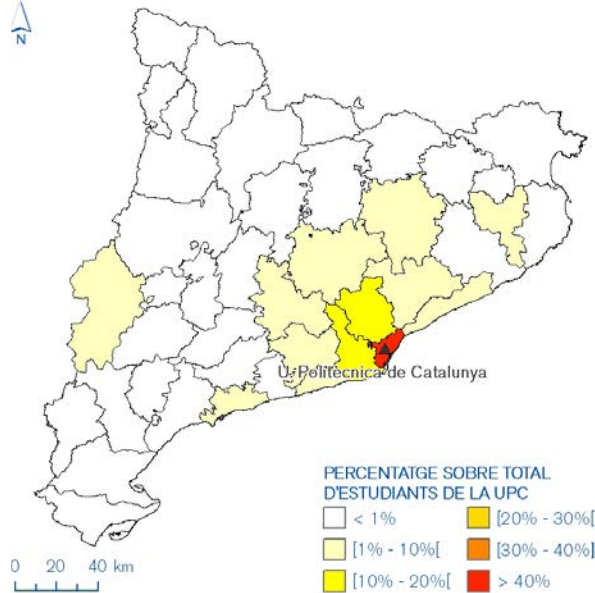 N
U. Politècnica de Catalunya
PERCENTATGE SOBRE TOTAL
D'ESTUDIANTS DE LA UPC
< 1%
[20% - 30%[
[1% - 10%[
[30% - 40%]
[10% - 20%[
> 40%
0 20 40 km